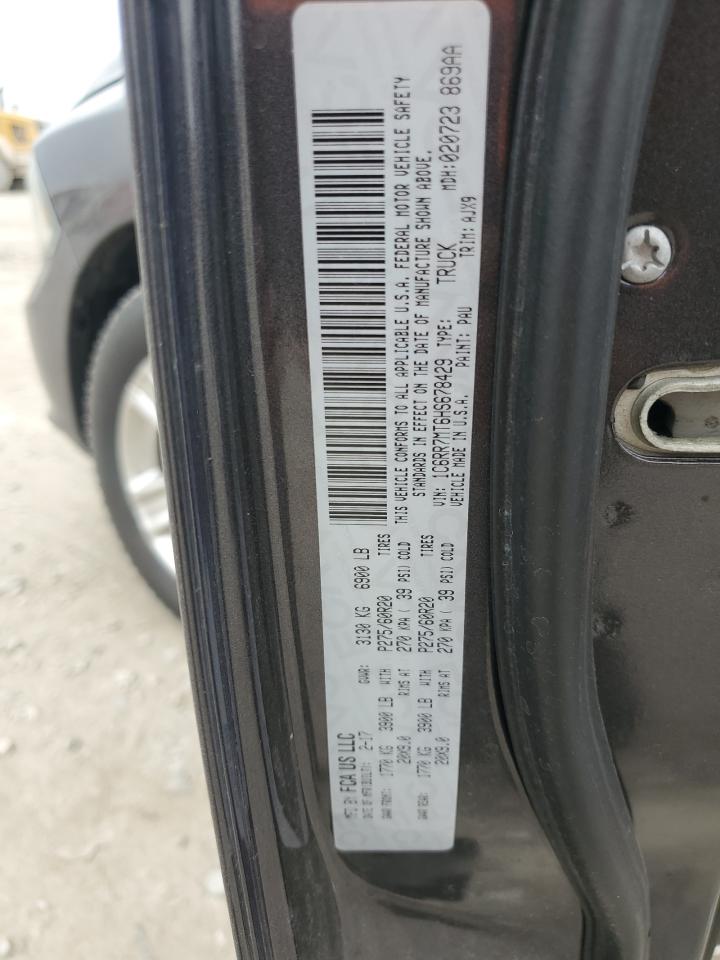 MFD BY FCA US LLC
DATE OF MFR: 2-17 GVWR: 3130 KG 6900 LB
GAWR FRONT: 1770 KG 3900 LB WITH P275/60R20 TIRES
20X9.0 RIMS AT 270 KPA ( 39 PSI) COLD
GAWR REAR: 1770 KG 3900 LB WITH P275/60R20 TIRES
20X9.0 RIMS AT 270 KPA ( 39 PSI) COLD
THIS VEHICLE CONFORMS TO ALL APPLICABLE U.S.A. FEDERAL MOTOR VEHICLE SAFETY
STANDARDS IN EFFECT ON THE DATE OF MANUFACTURE SHOWN ABOVE.
VIN: 1C6RR7MT6HS678429 TYPE: TRUCK MDH:020723 869AA
VEHICLE MADE IN U.S.A. PAINT: PAU TRIM: AJX9